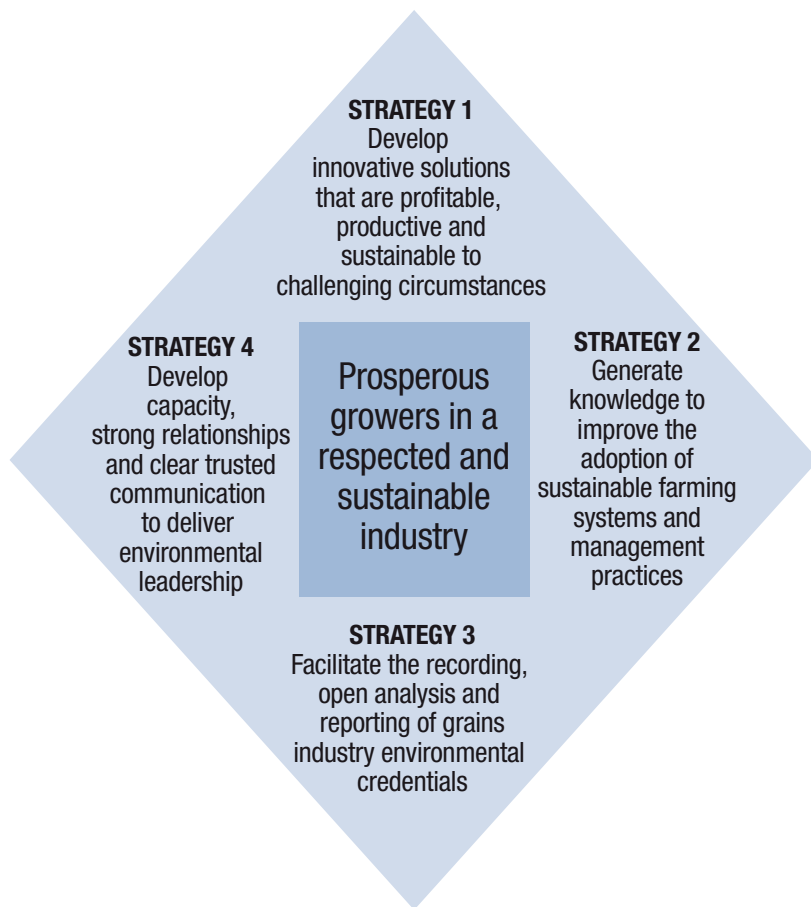 STRATEGY 1
Develop
innovative solutions
that are profitable,
productive and
sustainable to
challenging circumstances
STRATEGY 4
Develop
capacity,
strong relationships
and clear trusted
communication
to deliver
environmental
leadership
Prosperous
growers in a
respected and
sustainable
industry
STRATEGY 2
Generate
knowledge to
improve the
adoption of
sustainable farming
systems and
management
practices
STRATEGY 3
Facilitate the recording,
open analysis and
reporting of grains
industry environmental
credentials